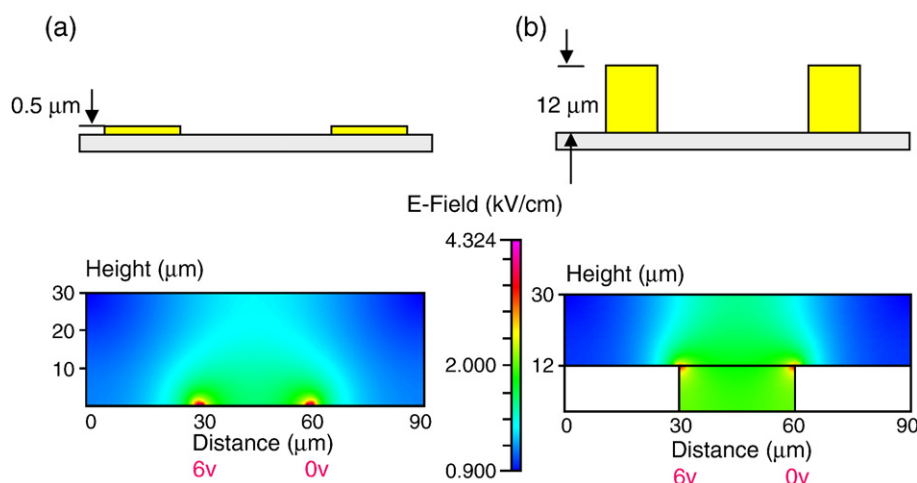 (a)
(b)
0.5 μm
12 μm
E-Field (kV/cm)
4.324
2.000
0.900
Height (μm)
30
20
10
0 30 60 90
Distance (μm)
6v 0v
Height (μm)
30
12
0 30 60 90
Distance (μm)
6v 0v